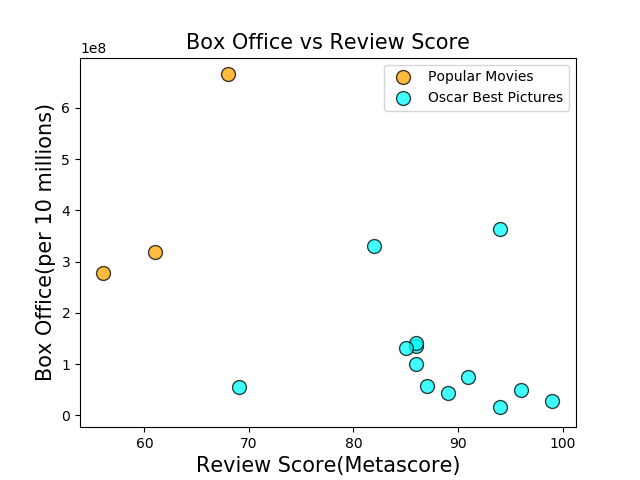 Box Office vs Review Score
1e8
Popular Movies
Oscar Best Pictures
6
5
4
3
2
1
0
Box Office(per 10 millions)
60 70 80 90 100
Review Score(Metascore)